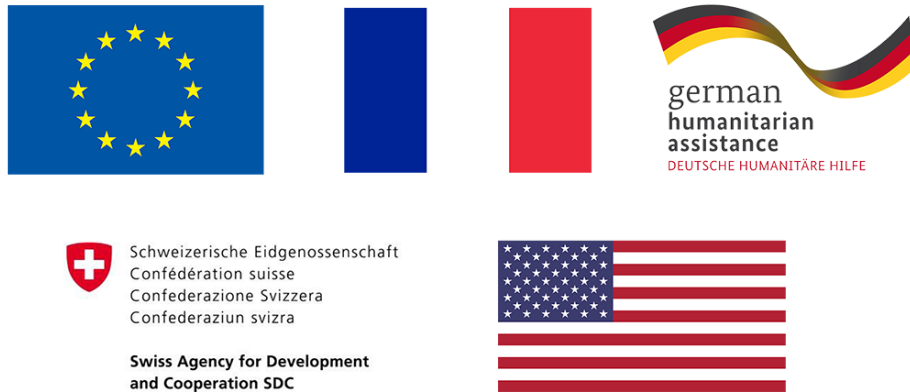 german
humanitarian
assistance
DEUTSCHE HUMANITÄRE HILFE
Schweizerische Eidgenossenschaft
Confédération suisse
Confederazione Svizzera
Confederaziun svizra
Swiss Agency for Development
and Cooperation SDC